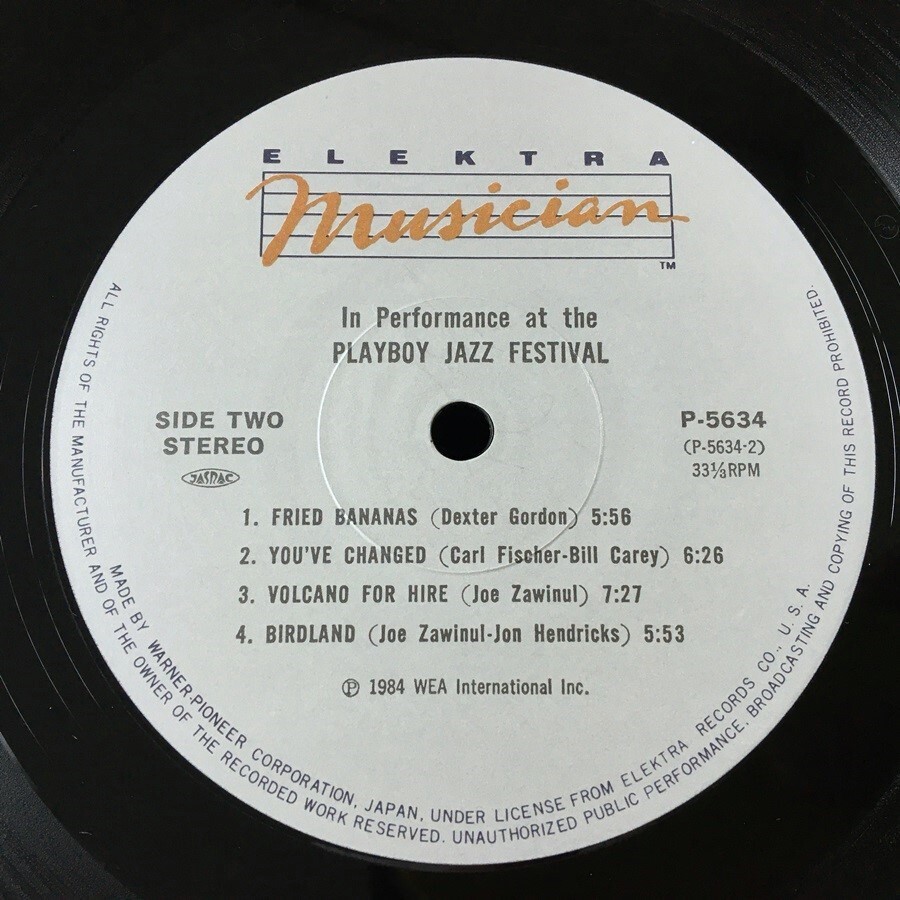 ELEKTRA
Musician
TM
In Performance at the
PLAYBOY JAZZ FESTIVAL
SIDE TWO
STEREO
JASRAC
P-5634
(P-5634-2)
33⅓RPM
1. FRIED BANANAS (Dexter Gordon) 5:56
2. YOU'VE CHANGED (Carl Fischer-Bill Carey) 6:26
3. VOLCANO FOR HIRE (Joe Zawinul) 7:27
4. BIRDLAND (Joe Zawinul-Jon Hendricks) 5:53
Ⓟ 1984 WEA International Inc.
MADE BY WARNER-PIONEER CORPORATION, JAPAN, UNDER LICENSE FROM ELEKTRA RECORDS CO., U.S.A.
ALL RIGHTS OF THE MANUFACTURER AND OF THE OWNER OF THE RECORDED WORK RESERVED. UNAUTHORIZED PUBLIC PERFORMANCE. BROADCASTING AND COPYING OF THIS RECORD PROHIBITED.